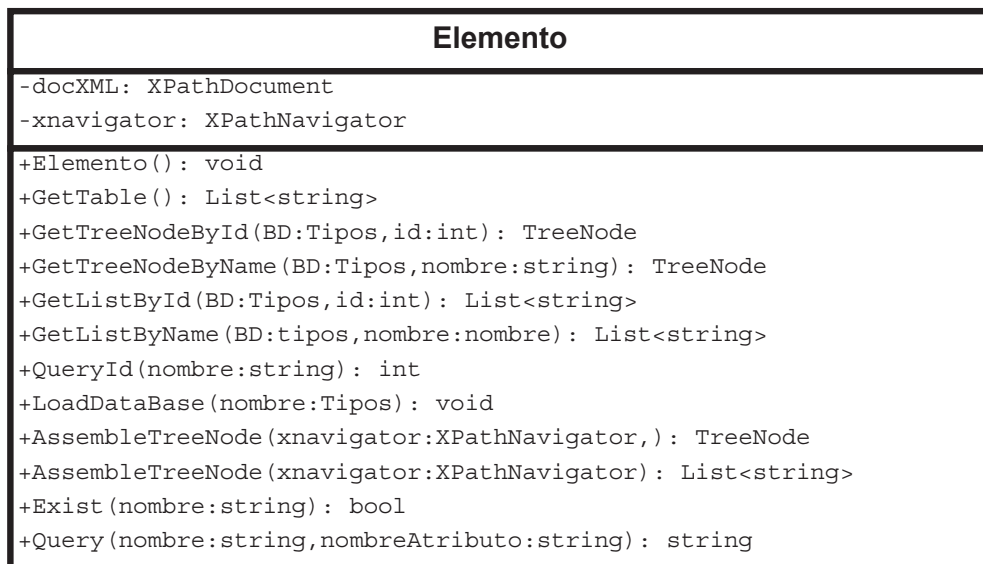 Elemento
-docXML: XPathDocument
-xnavigator: XPathNavigator
+Elemento(): void
+GetTable(): List<string>
+GetTreeNodeById(BD:Tipos,id:int): TreeNode
+GetTreeNodeByName(BD:Tipos,nombre:string): TreeNode
+GetListById(BD:Tipos,id:int): List<string>
+GetListByName(BD:tipos,nombre:nombre): List<string>
+QueryId(nombre:string): int
+LoadDataBase(nombre:Tipos): void
+AssembleTreeNode(xnavigator:XPathNavigator,): TreeNode
+AssembleTreeNode(xnavigator:XPathNavigator): List<string>
+Exist(nombre:string): bool
+Query(nombre:string,nombreAtributo:string): string